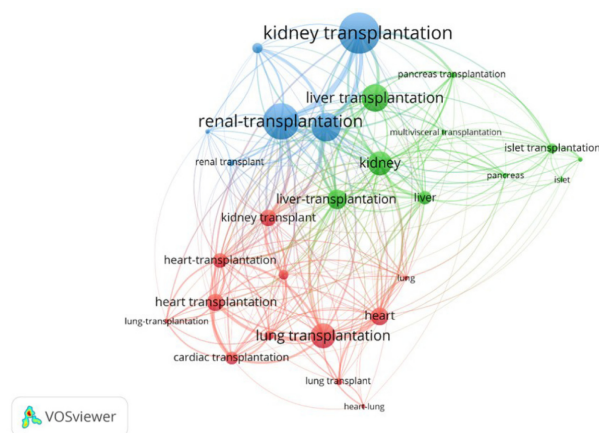 kidney transplantation
pancreas transplantation
liver transplantation
renal-transplantation
multivisceral transplantation
islet transplantation
renal transplant
kidney
pancreas
islet
liver-transplantation
liver
kidney transplant
heart-transplantation
lung
heart transplantation
lung-transplantation
heart
lung transplantation
cardiac transplantation
lung transplant
heart-lung
VOSviewer